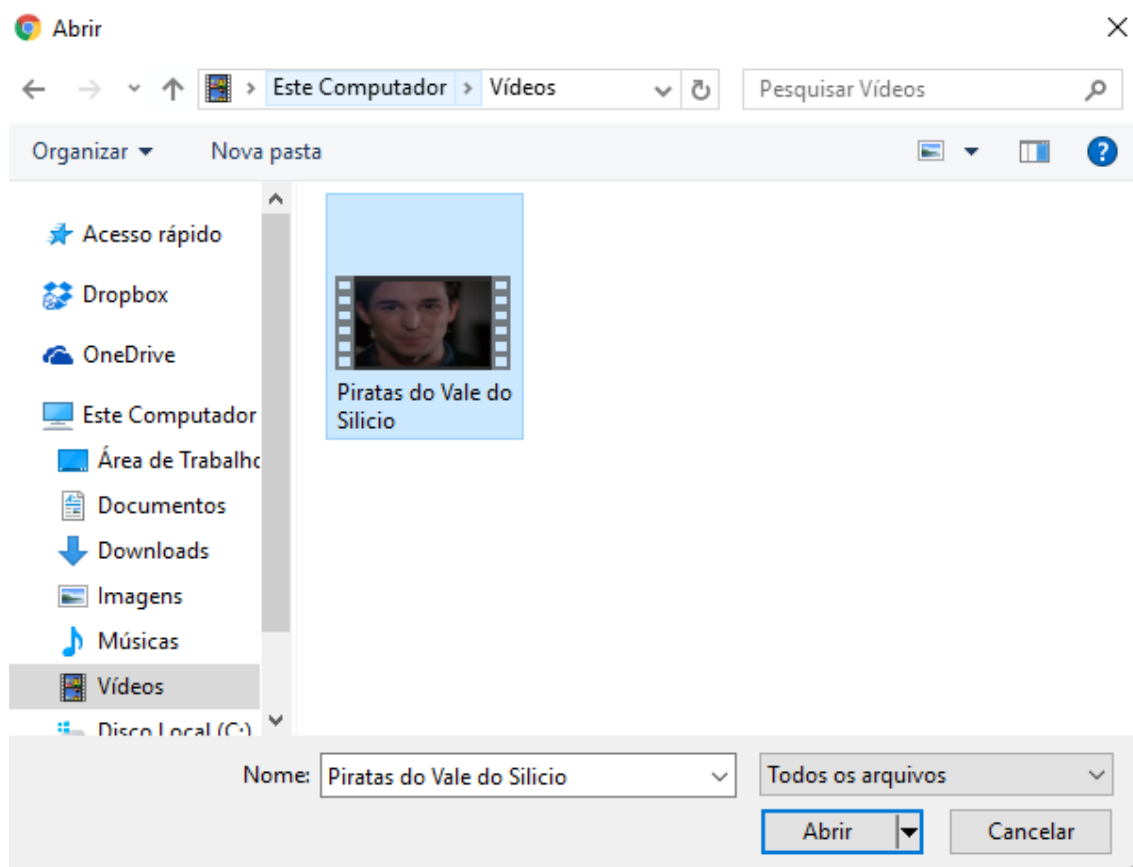 Abrir
Este Computador > Vídeos
Pesquisar Vídeos
Organizar
Nova pasta
Acesso rápido
Dropbox
OneDrive
Este Computador
Área de Trabalho
Documentos
Downloads
Imagens
Músicas
Vídeos
Disco Local (C:)
Piratas do Vale do
Silicio
Nome: Piratas do Vale do Silicio
Todos os arquivos
Abrir
Cancelar